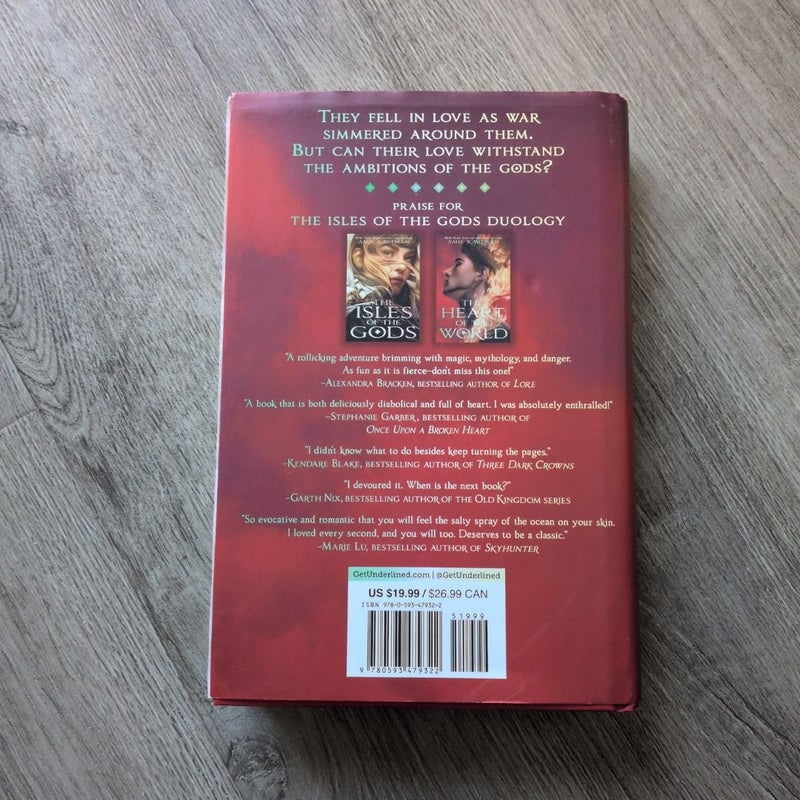 They fell in love as war
simmered around them.
But can their love withstand
the ambitions of the gods?
Praise for
The Isles of the Gods Duology
AMIE KAUFMAN
THE
ISLES
OF THE
GODS
AMIE KAUFMAN
THE
HEART
OF THE
WORLD
"A rollicking adventure brimming with magic, mythology, and danger.
As fun as it is fierce–don't miss this one!"
–Alexandra Bracken, bestselling author of Lore
"A book that is both deliciously diabolical and full of heart. I was absolutely enthralled!"
–Stephanie Garber, bestselling author of
Once Upon a Broken Heart
"I didn't know what to do besides keep turning the pages."
–Kendare Blake, bestselling author of Three Dark Crowns
"I devoured it. When is the next book?"
–Garth Nix, bestselling author of the Old Kingdom series
"So evocative and romantic that you will feel the salty spray of the ocean on your skin.
I loved every second, and you will too. Deserves to be a classic."
–Marie Lu, bestselling author of Skyhunter
GetUnderlined.com | @GetUnderlined
US $19.99 / $26.99 CAN
ISBN 978-0-593-47932-2
51999
9 780593 479322